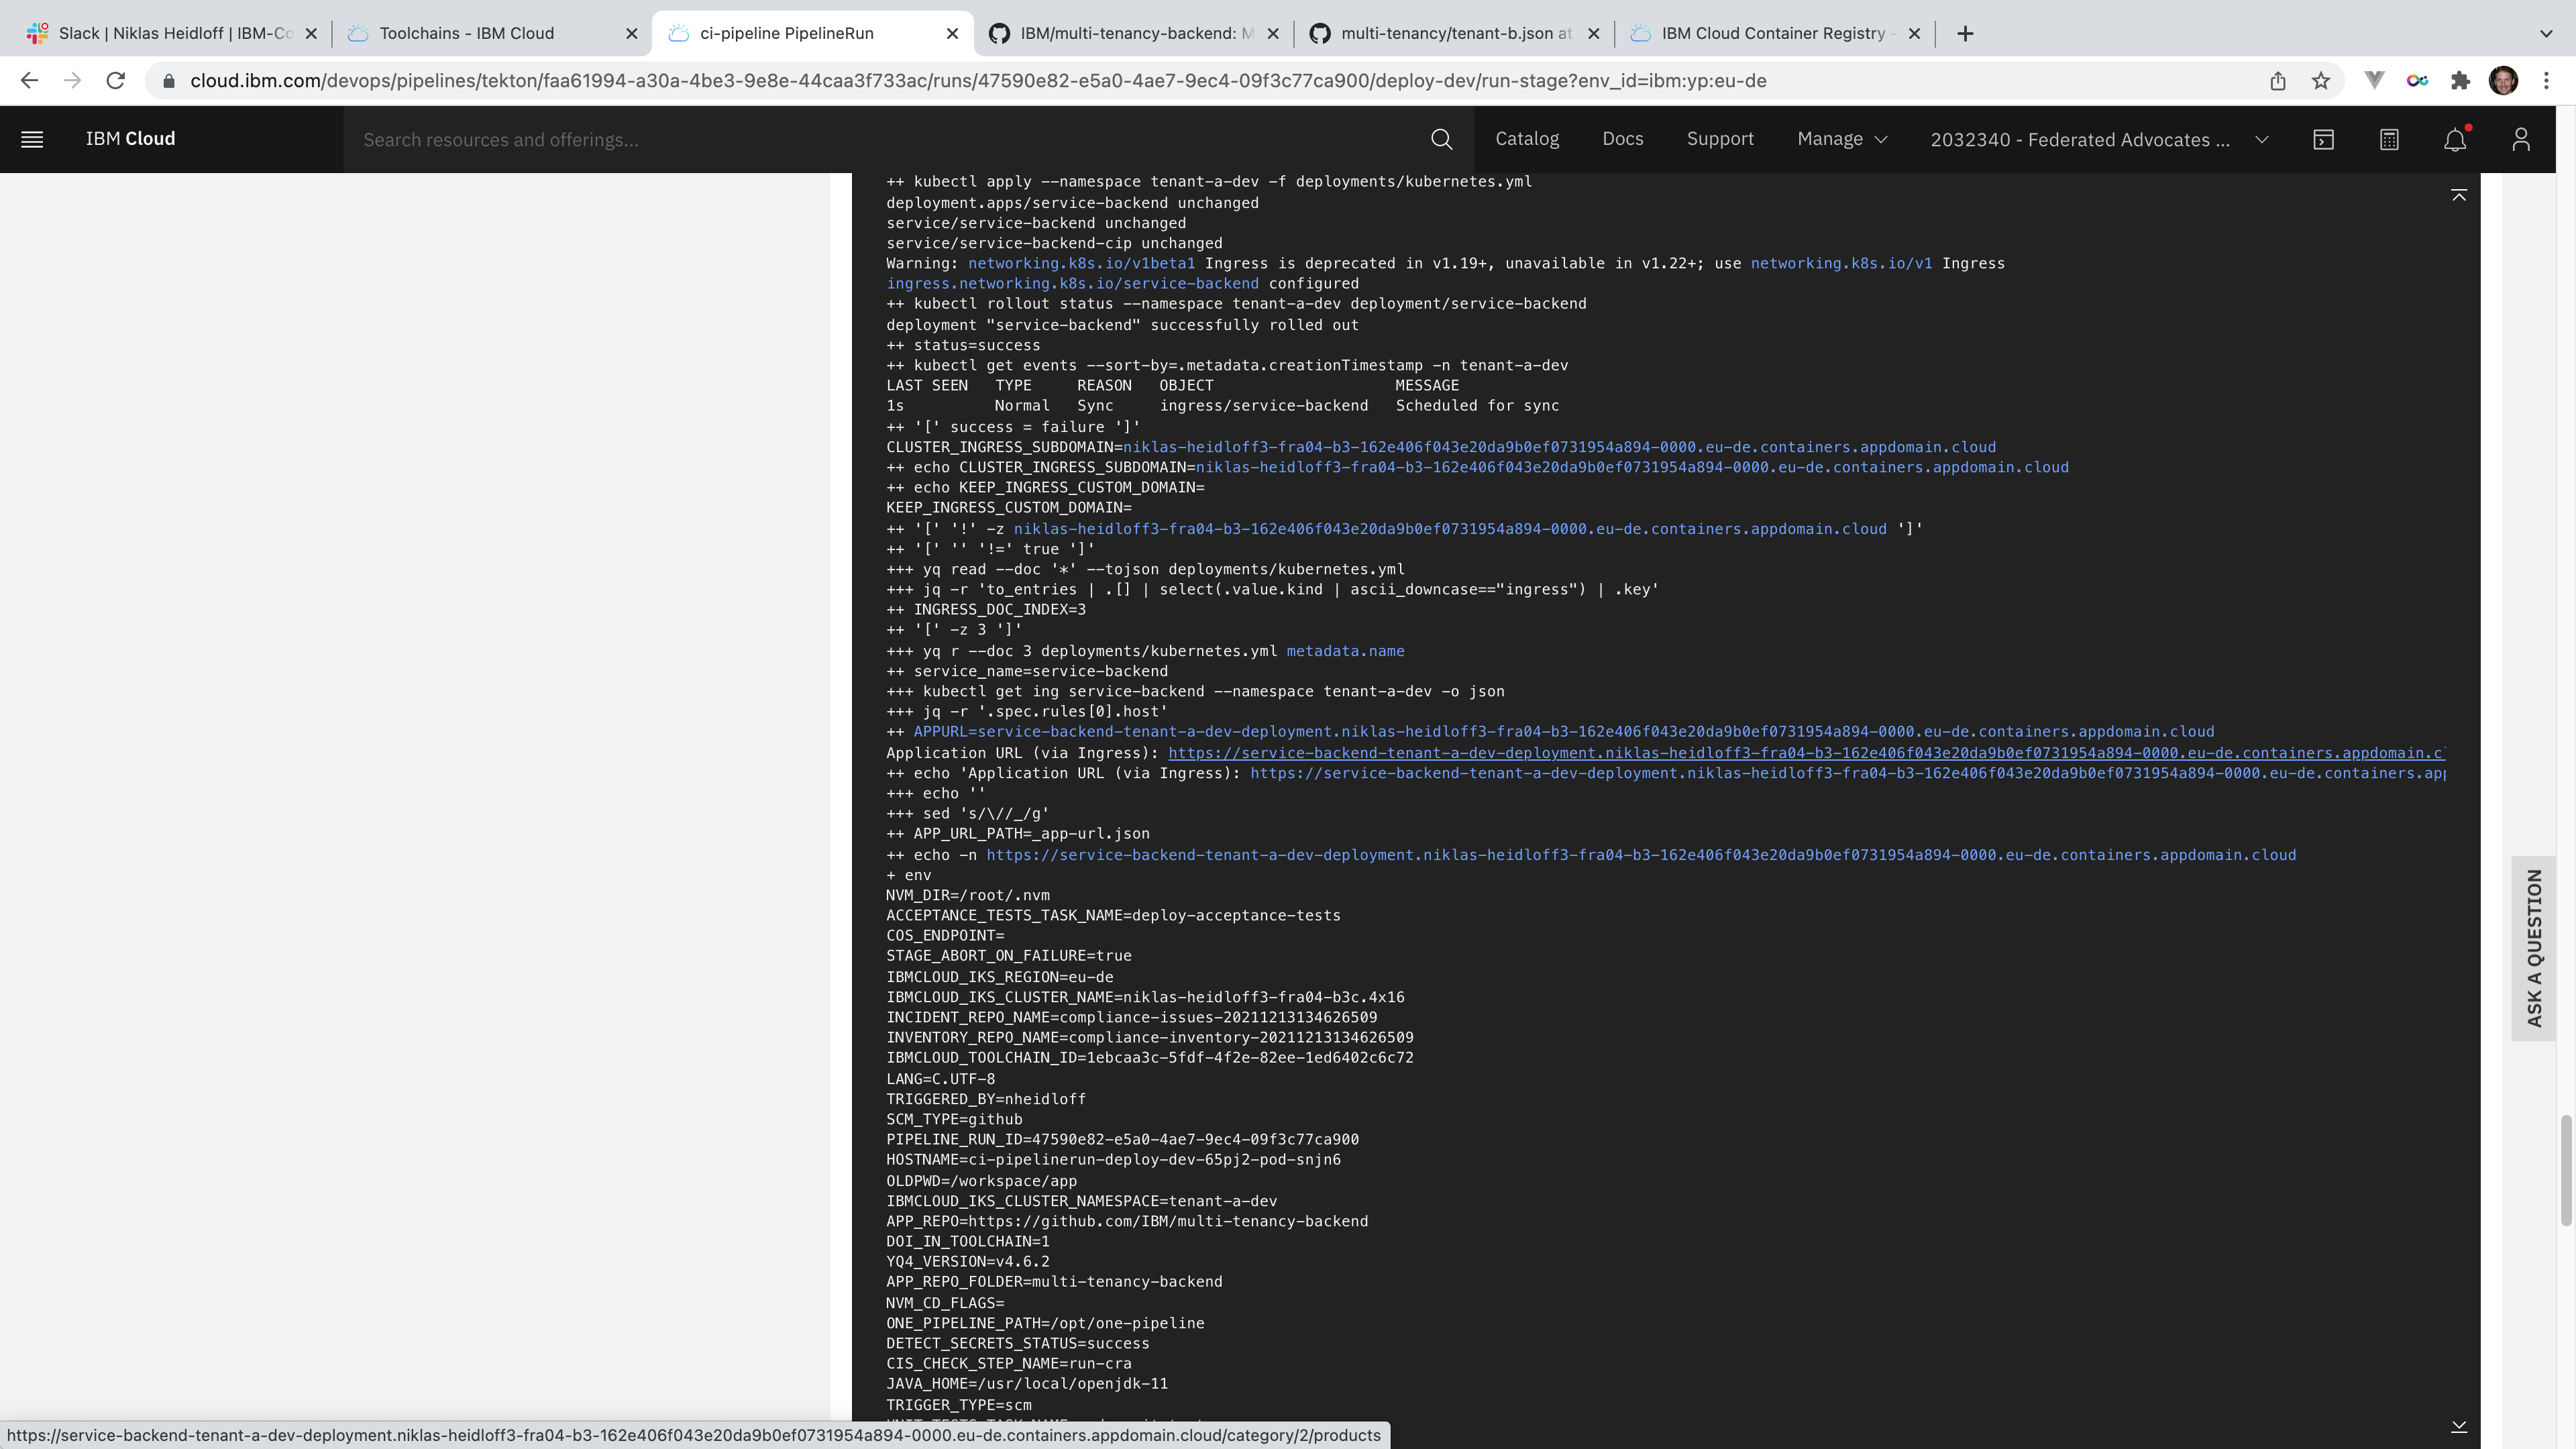 Slack | Niklas Heidloff | IBM-Co
Toolchains - IBM Cloud
ci-pipeline PipelineRun
IBM/multi-tenancy-backend: M
multi-tenancy/tenant-b.json at
IBM Cloud Container Registry -
cloud.ibm.com/devops/pipelines/tekton/faa61994-a30a-4be3-9e8e-44caa3f733ac/runs/47590e82-e5a0-4ae7-9ec4-09f3c77ca900/deploy-dev/run-stage?env_id=ibm:yp:eu-de
IBM Cloud
Search resources and offerings...
Catalog
Docs
Support
Manage
2032340 - Federated Advocates ...
++ kubectl apply --namespace tenant-a-dev -f deployments/kubernetes.yml
deployment.apps/service-backend unchanged
service/service-backend unchanged
service/service-backend-cip unchanged
Warning: networking.k8s.io/v1beta1 Ingress is deprecated in v1.19+, unavailable in v1.22+; use networking.k8s.io/v1 Ingress
ingress.networking.k8s.io/service-backend configured
++ kubectl rollout status --namespace tenant-a-dev deployment/service-backend
deployment "service-backend" successfully rolled out
++ status=success
++ kubectl get events --sort-by=.metadata.creationTimestamp -n tenant-a-dev
LAST SEEN   TYPE     REASON   OBJECT                    MESSAGE
1s          Normal   Sync     ingress/service-backend   Scheduled for sync
++ '[' success = failure ']'
CLUSTER_INGRESS_SUBDOMAIN=niklas-heidloff3-fra04-b3-162e406f043e20da9b0ef0731954a894-0000.eu-de.containers.appdomain.cloud
++ echo CLUSTER_INGRESS_SUBDOMAIN=niklas-heidloff3-fra04-b3-162e406f043e20da9b0ef0731954a894-0000.eu-de.containers.appdomain.cloud
++ echo KEEP_INGRESS_CUSTOM_DOMAIN=
KEEP_INGRESS_CUSTOM_DOMAIN=
++ '[' '!' -z niklas-heidloff3-fra04-b3-162e406f043e20da9b0ef0731954a894-0000.eu-de.containers.appdomain.cloud ']'
++ '[' '' '!=' true ']'
+++ yq read --doc '*' --tojson deployments/kubernetes.yml
+++ jq -r 'to_entries | .[] | select(.value.kind | ascii_downcase=="ingress") | .key'
++ INGRESS_DOC_INDEX=3
++ '[' -z 3 ']'
+++ yq r --doc 3 deployments/kubernetes.yml metadata.name
++ service_name=service-backend
+++ kubectl get ing service-backend --namespace tenant-a-dev -o json
+++ jq -r '.spec.rules[0].host'
++ APPURL=service-backend-tenant-a-dev-deployment.niklas-heidloff3-fra04-b3-162e406f043e20da9b0ef0731954a894-0000.eu-de.containers.appdomain.cloud
Application URL (via Ingress): https://service-backend-tenant-a-dev-deployment.niklas-heidloff3-fra04-b3-162e406f043e20da9b0ef0731954a894-0000.eu-de.containers.appdomain.cl
++ echo 'Application URL (via Ingress): https://service-backend-tenant-a-dev-deployment.niklas-heidloff3-fra04-b3-162e406f043e20da9b0ef0731954a894-0000.eu-de.containers.app
+++ echo ''
+++ sed 's/\//_/g'
++ APP_URL_PATH=_app-url.json
++ echo -n https://service-backend-tenant-a-dev-deployment.niklas-heidloff3-fra04-b3-162e406f043e20da9b0ef0731954a894-0000.eu-de.containers.appdomain.cloud
+ env
NVM_DIR=/root/.nvm
ACCEPTANCE_TESTS_TASK_NAME=deploy-acceptance-tests
COS_ENDPOINT=
STAGE_ABORT_ON_FAILURE=true
IBMCLOUD_IKS_REGION=eu-de
IBMCLOUD_IKS_CLUSTER_NAME=niklas-heidloff3-fra04-b3c.4x16
INCIDENT_REPO_NAME=compliance-issues-20211213134626509
INVENTORY_REPO_NAME=compliance-inventory-20211213134626509
IBMCLOUD_TOOLCHAIN_ID=1ebcaa3c-5fdf-4f2e-82ee-1ed6402c6c72
LANG=C.UTF-8
TRIGGERED_BY=nheidloff
SCM_TYPE=github
PIPELINE_RUN_ID=47590e82-e5a0-4ae7-9ec4-09f3c77ca900
HOSTNAME=ci-pipelinerun-deploy-dev-65pj2-pod-snjn6
OLDPWD=/workspace/app
IBMCLOUD_IKS_CLUSTER_NAMESPACE=tenant-a-dev
APP_REPO=https://github.com/IBM/multi-tenancy-backend
DOI_IN_TOOLCHAIN=1
YQ4_VERSION=v4.6.2
APP_REPO_FOLDER=multi-tenancy-backend
NVM_CD_FLAGS=
ONE_PIPELINE_PATH=/opt/one-pipeline
DETECT_SECRETS_STATUS=success
CIS_CHECK_STEP_NAME=run-cra
JAVA_HOME=/usr/local/openjdk-11
TRIGGER_TYPE=scm
ASK A QUESTION
https://service-backend-tenant-a-dev-deployment.niklas-heidloff3-fra04-b3-162e406f043e20da9b0ef0731954a894-0000.eu-de.containers.appdomain.cloud/category/2/products